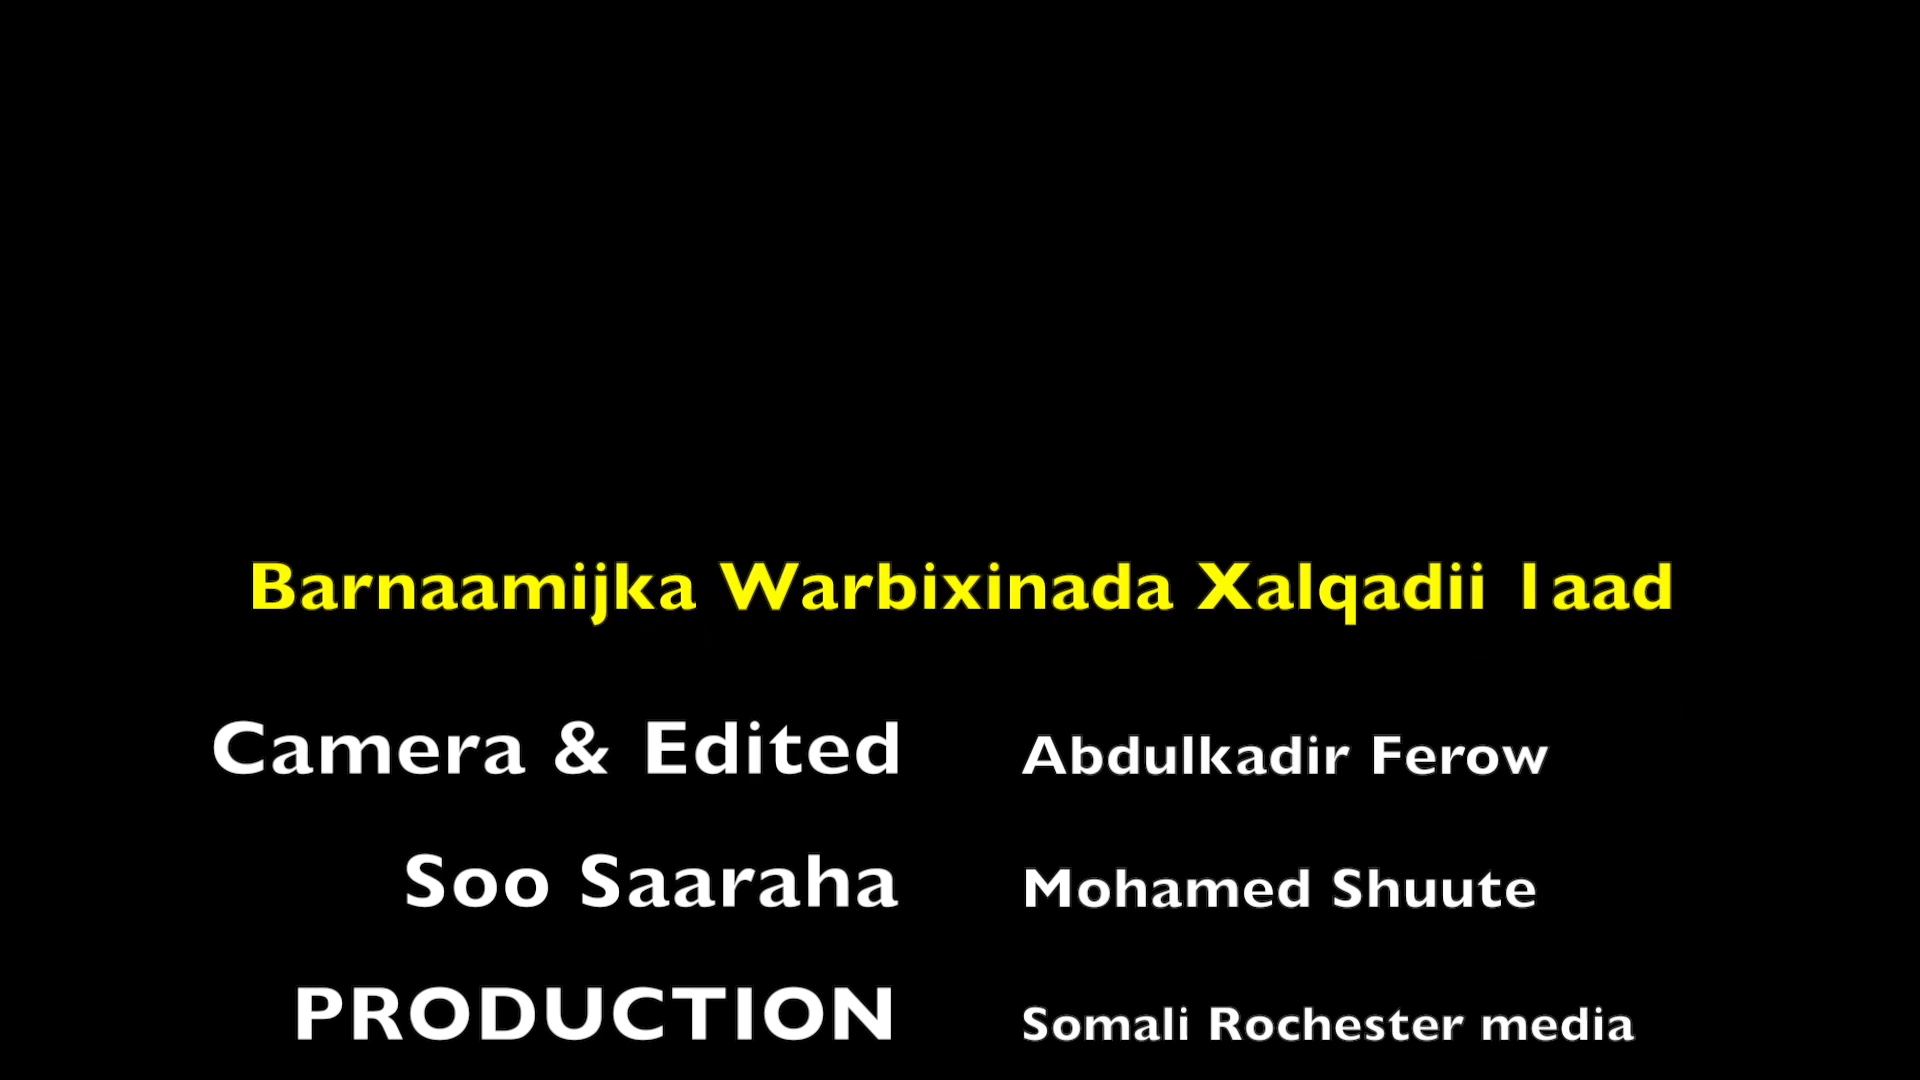 Barnaamijka Warbixinada Xalqadii 1aad
Camera & Edited Abdulkadir Ferow
Soo Saaraha Mohamed Shuute
PRODUCTION Somali Rochester media